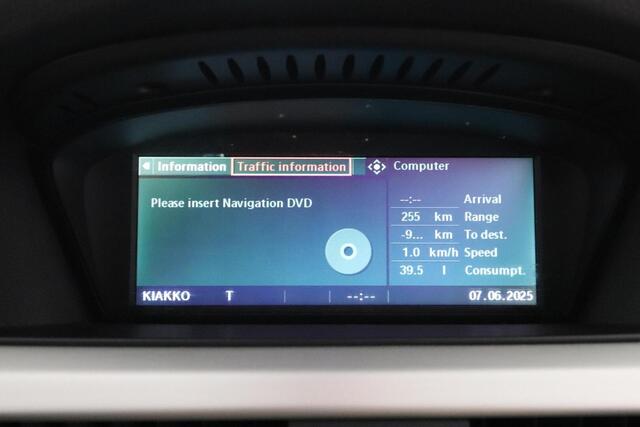 Information Traffic information Computer
Please insert Navigation DVD
--:-- Arrival
255 km Range
-9... km To dest.
1.0 km/h Speed
39.5 l Consumpt.
KIAKKO T --:-- 07.06.2025